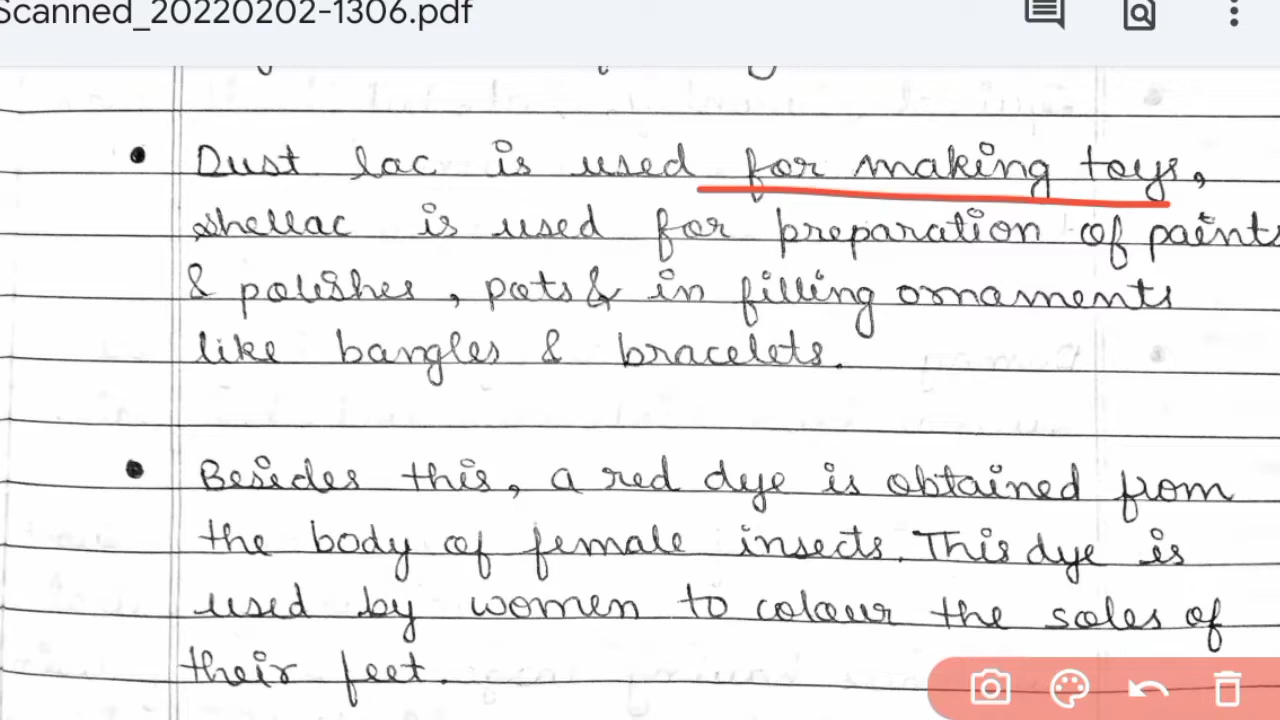 Scanned_20220202-1306.pdf
• Dust lac is used for making toys,
shellac is used for preparation of paints
& polishes, pots & in filling ornaments
like bangles & bracelets.
• Besides this, a red dye is obtained from
the body of female insects. This dye is
used by women to colour the soles of
their feet.